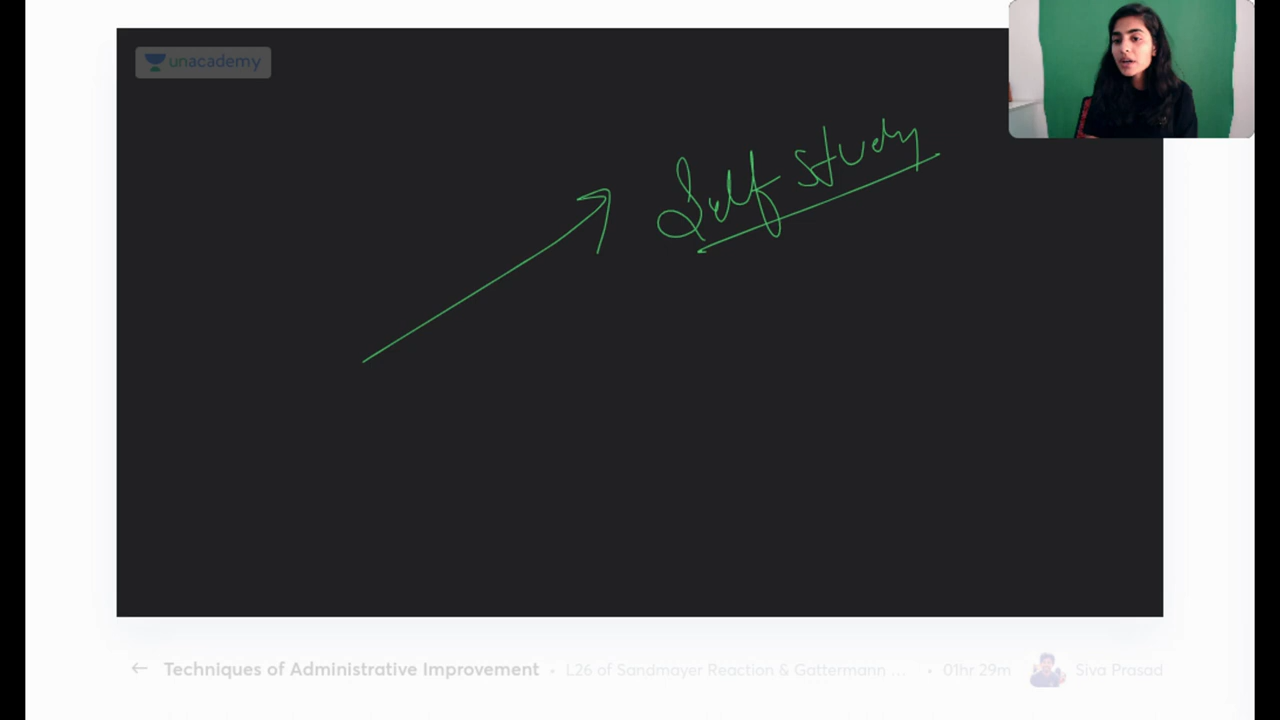 unacademy
Self study
← Techniques of Administrative Improvement • L26 of Sandmayer Reaction & Gattermann ... • 01hr 29m Siva Prasad